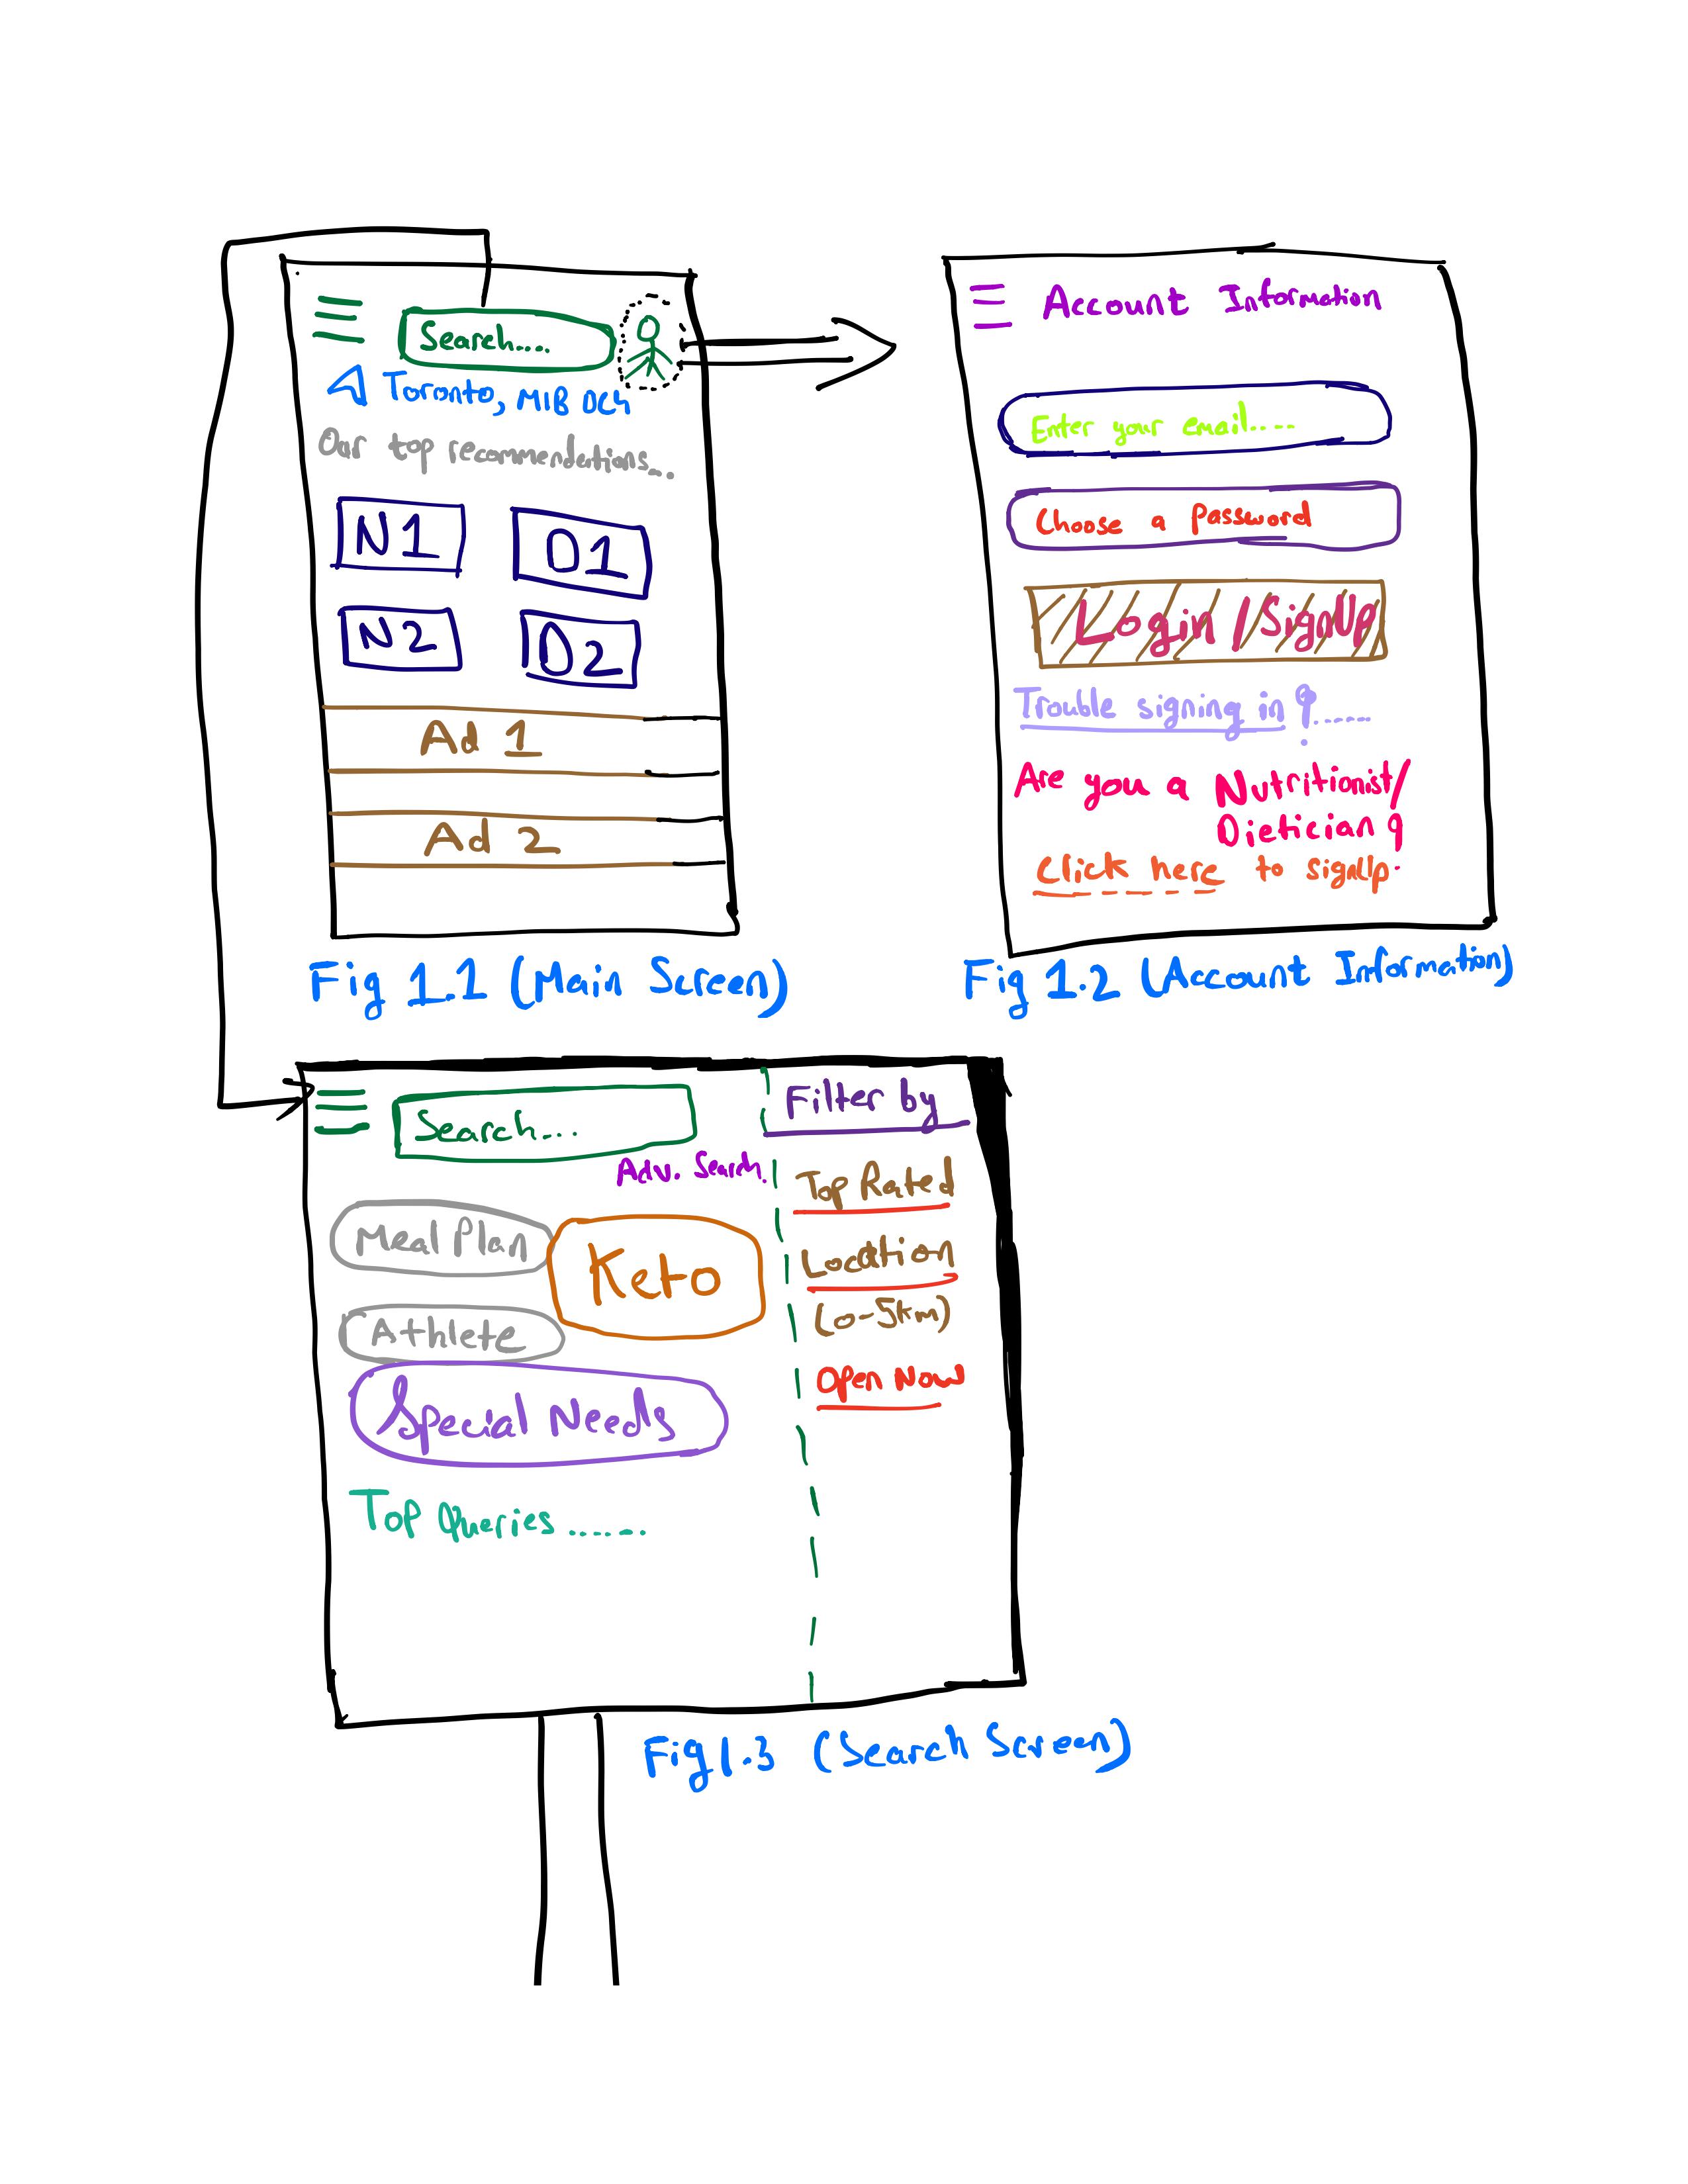 Search....
Toronto, M1B 0C4
Our top recommendations...
N1
D1
N2
D2
Ad 1
Ad 2
Fig 1.1 (Main Screen)
Account Information
Enter your email....
Choose a Password
Login/SignUp
Trouble signing in?......
Are you a Nutritionist/
Dietician?
Click here to signUp.
Fig 1.2 (Account Information)
Search...
Adv. Search.
Meal Plan
Keto
Athlete
Special Needs
Top Queries.......
Filter by
Top Rated
Location
(0-5km)
Open Now
Fig 1.3 (Search Screen)